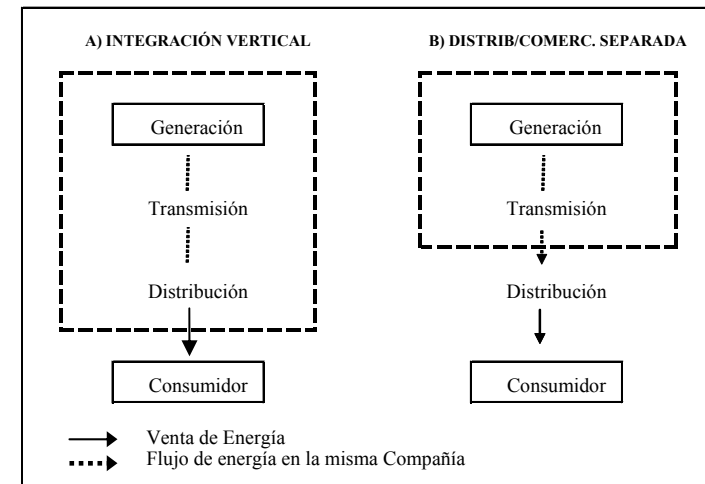 A) INTEGRACIÓN VERTICAL
Generación
Transmisión
Distribución
Consumidor
B) DISTRIB/COMERC. SEPARADA
Generación
Transmisión
Distribución
Consumidor
Venta de Energía
Flujo de energía en la misma Compañía